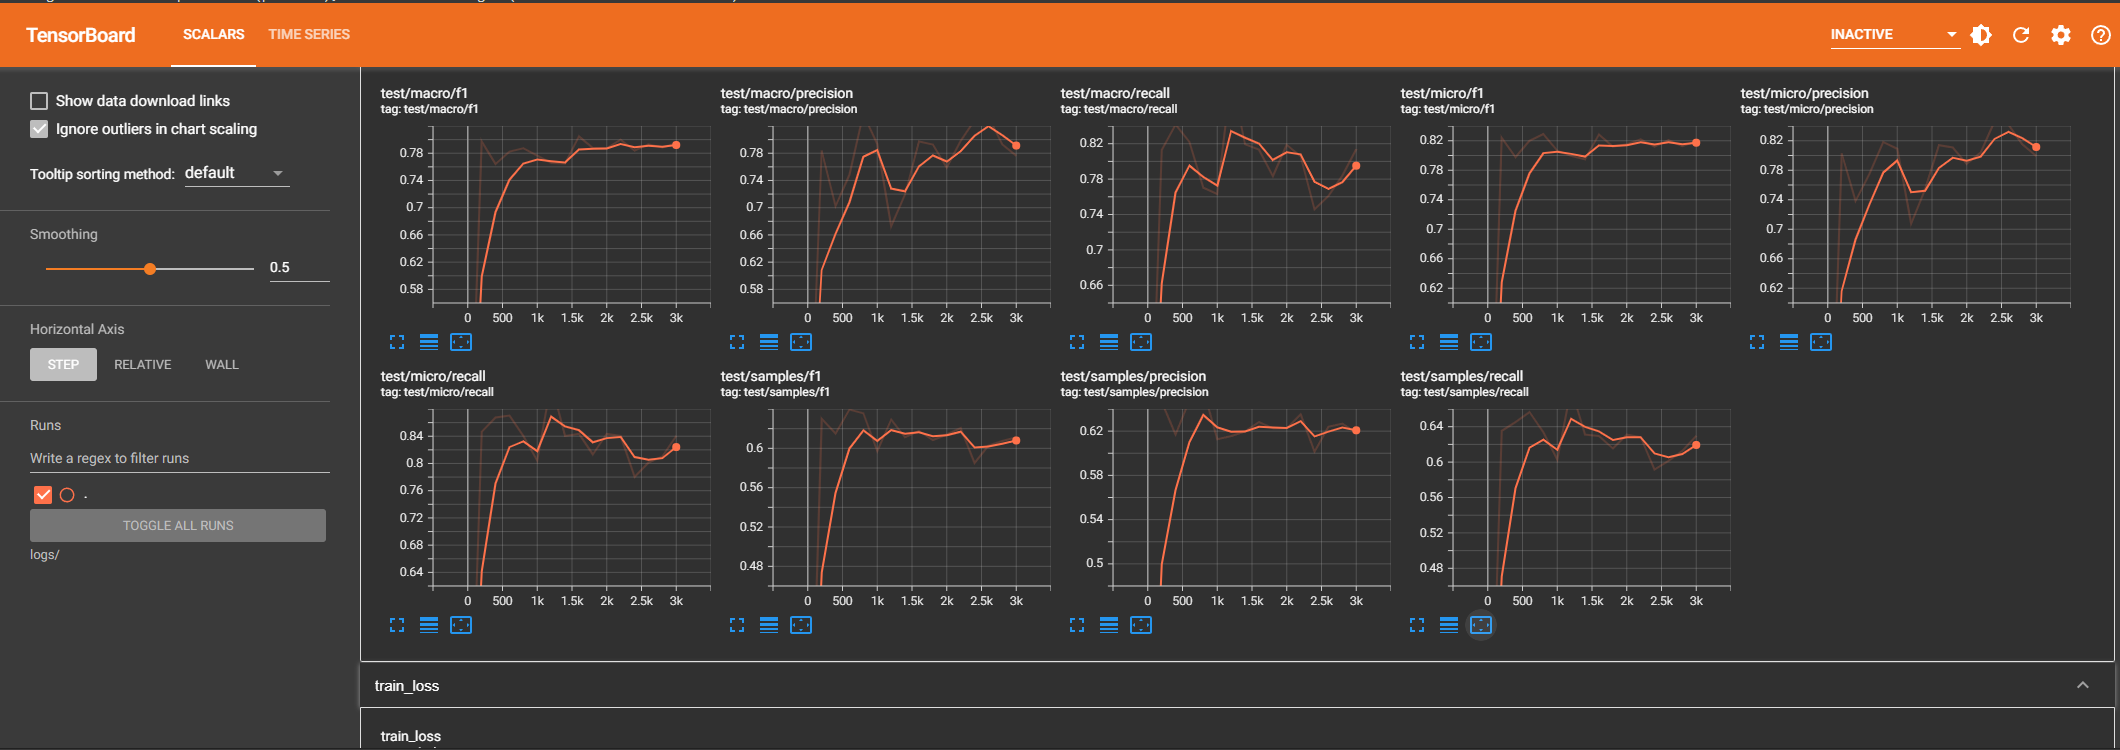 TensorBoard SCALARS TIME SERIES INACTIVE
Show data download links
Ignore outliers in chart scaling
Tooltip sorting method: default
Smoothing
0.5
Horizontal Axis
STEP RELATIVE WALL
Runs
Write a regex to filter runs
.
TOGGLE ALL RUNS
logs/
test/macro/f1
tag: test/macro/f1
0.78
0.74
0.7
0.66
0.62
0.58
0 500 1k 1.5k 2k 2.5k 3k
test/macro/precision
tag: test/macro/precision
0.78
0.74
0.7
0.66
0.62
0.58
0 500 1k 1.5k 2k 2.5k 3k
test/macro/recall
tag: test/macro/recall
0.82
0.78
0.74
0.7
0.66
0 500 1k 1.5k 2k 2.5k 3k
test/micro/f1
tag: test/micro/f1
0.82
0.78
0.74
0.7
0.66
0.62
0 500 1k 1.5k 2k 2.5k 3k
test/micro/precision
tag: test/micro/precision
0.82
0.78
0.74
0.7
0.66
0.62
0 500 1k 1.5k 2k 2.5k 3k
test/micro/recall
tag: test/micro/recall
0.84
0.8
0.76
0.72
0.68
0.64
0 500 1k 1.5k 2k 2.5k 3k
test/samples/f1
tag: test/samples/f1
0.6
0.56
0.52
0.48
0 500 1k 1.5k 2k 2.5k 3k
test/samples/precision
tag: test/samples/precision
0.62
0.58
0.54
0.5
0 500 1k 1.5k 2k 2.5k 3k
test/samples/recall
tag: test/samples/recall
0.64
0.6
0.56
0.52
0.48
0 500 1k 1.5k 2k 2.5k 3k
train_loss
train_loss